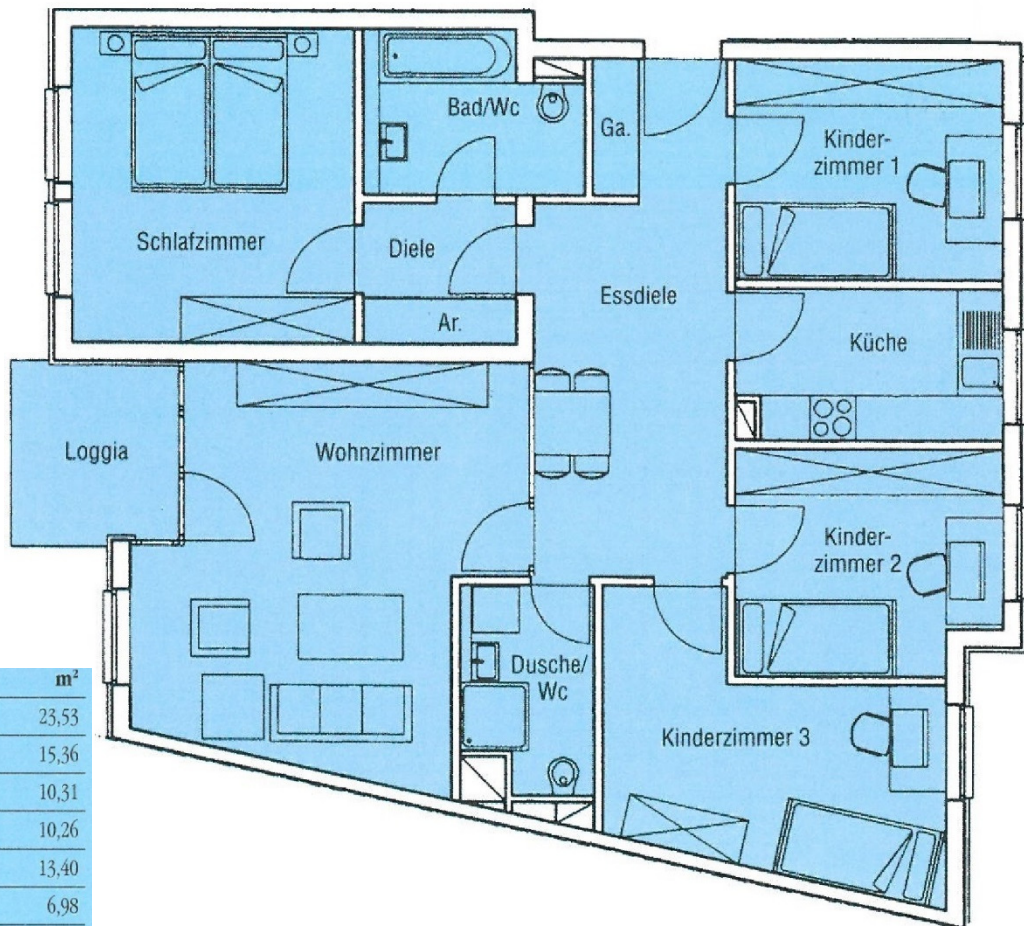 Bad/Wc
Ga.
Kinder-
zimmer 1
Schlafzimmer
Diele
Essdiele
Ar.
Küche
Loggia
Wohnzimmer
Kinder-
zimmer 2
Dusche/
Wc
Kinderzimmer 3
m²
23,53
15,36
10,31
10,26
13,40
6,98